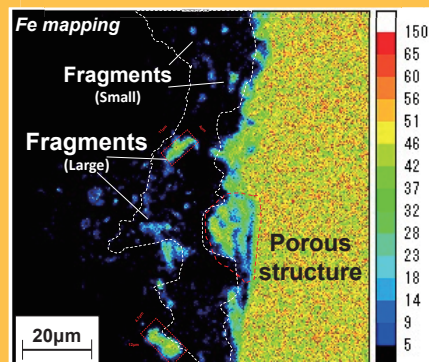 Fe mapping
Fragments
(Small)
Fragments
(Large)
Porous
structure
20μm
150
65
60
56
51
46
42
37
32
28
23
18
14
9
5